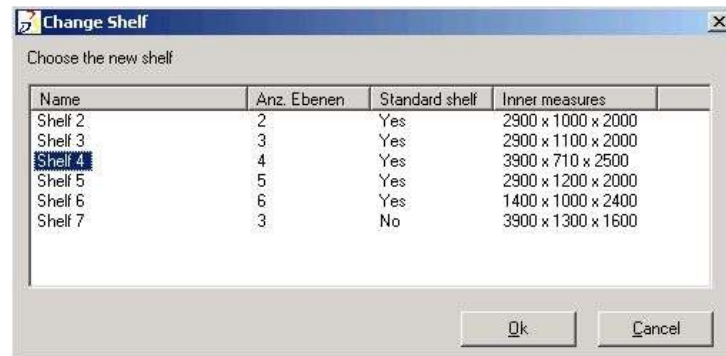 Change Shelf
Choose the new shelf
Name Anz. Ebenen Standard shelf Inner measures
Shelf 2 2 Yes 2900 x 1000 x 2000
Shelf 3 3 Yes 2900 x 1100 x 2000
Shelf 4 4 Yes 3900 x 710 x 2500
Shelf 5 5 Yes 2900 x 1200 x 2000
Shelf 6 6 Yes 1400 x 1000 x 2400
Shelf 7 3 No 3900 x 1300 x 1600
Ok Cancel